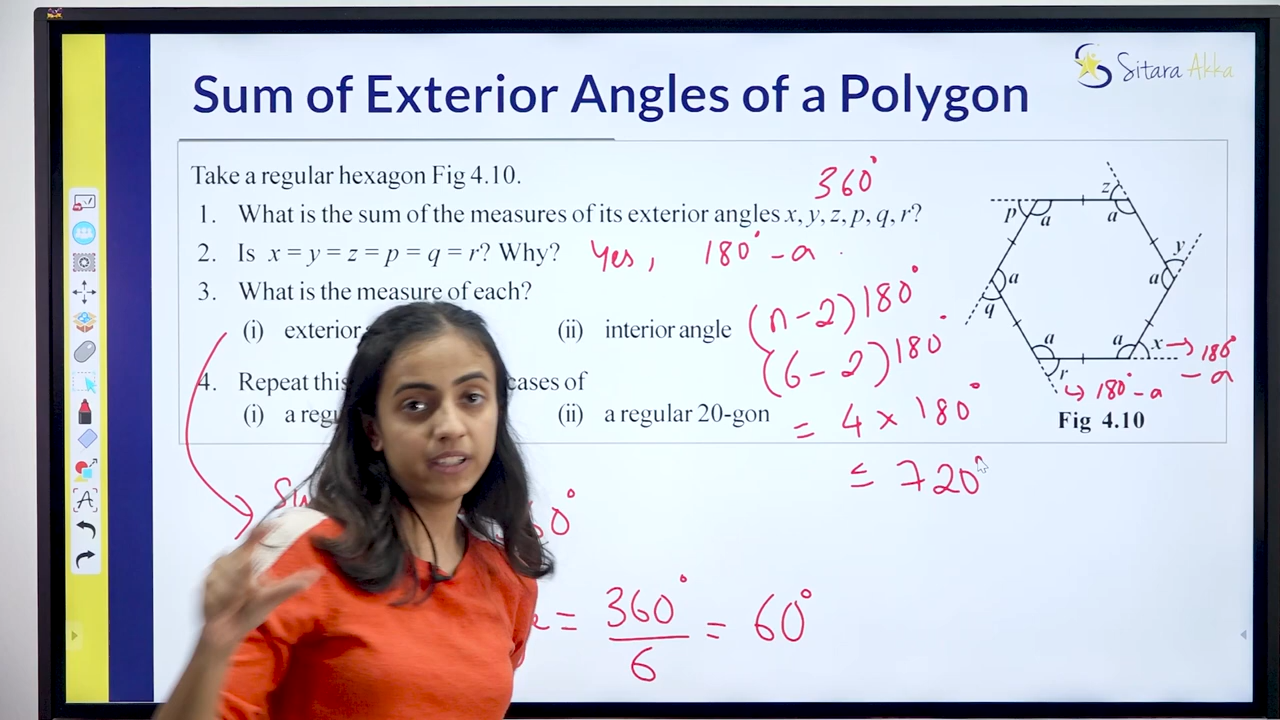 Sitara Akka
Sum of Exterior Angles of a Polygon
Take a regular hexagon Fig 4.10.
360°
1. What is the sum of the measures of its exterior angles x, y, z, p, q, r?
2. Is x = y = z = p = q = r? Why? Yes, 180° - a.
3. What is the measure of each?
(i) exterior (ii) interior angle
4. Repeat this cases of
(i) a (ii) a regular 20-gon
(n-2)180°
(6-2)180°
= 4 × 180°
≤ 720°
z
p a a
y
a a
q
a a x → 180° - a
r → 180° - a
Fig 4.10
= 360° / 6 = 60°
A